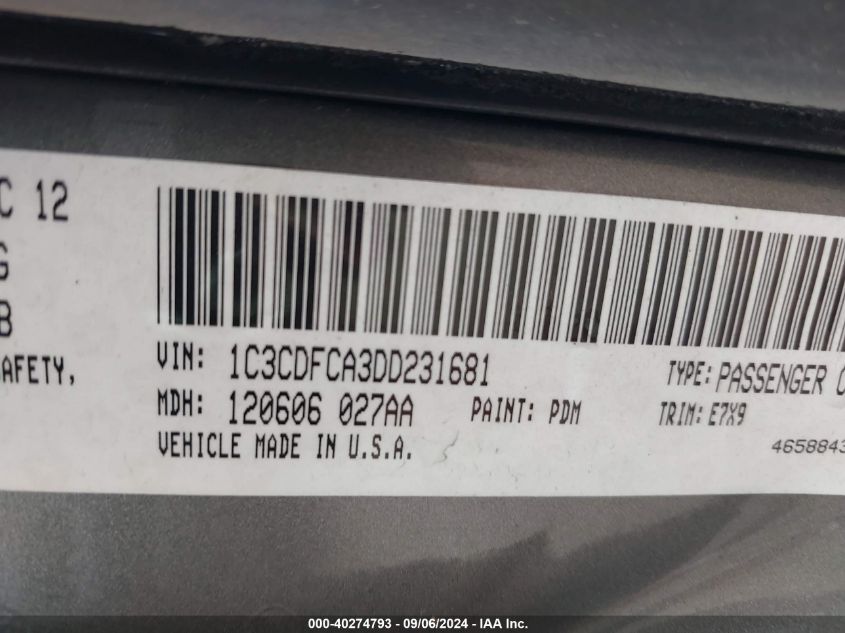 C 12
G
B
AFETY,
VIN: 1C3CDFCA3DD231681
TYPE: PASSENGER C
MDH: 120606 027AA
PAINT: PDM
TRIM: E7X9
VEHICLE MADE IN U.S.A.
4658843
000-40274793 - 09/06/2024 - IAA Inc.